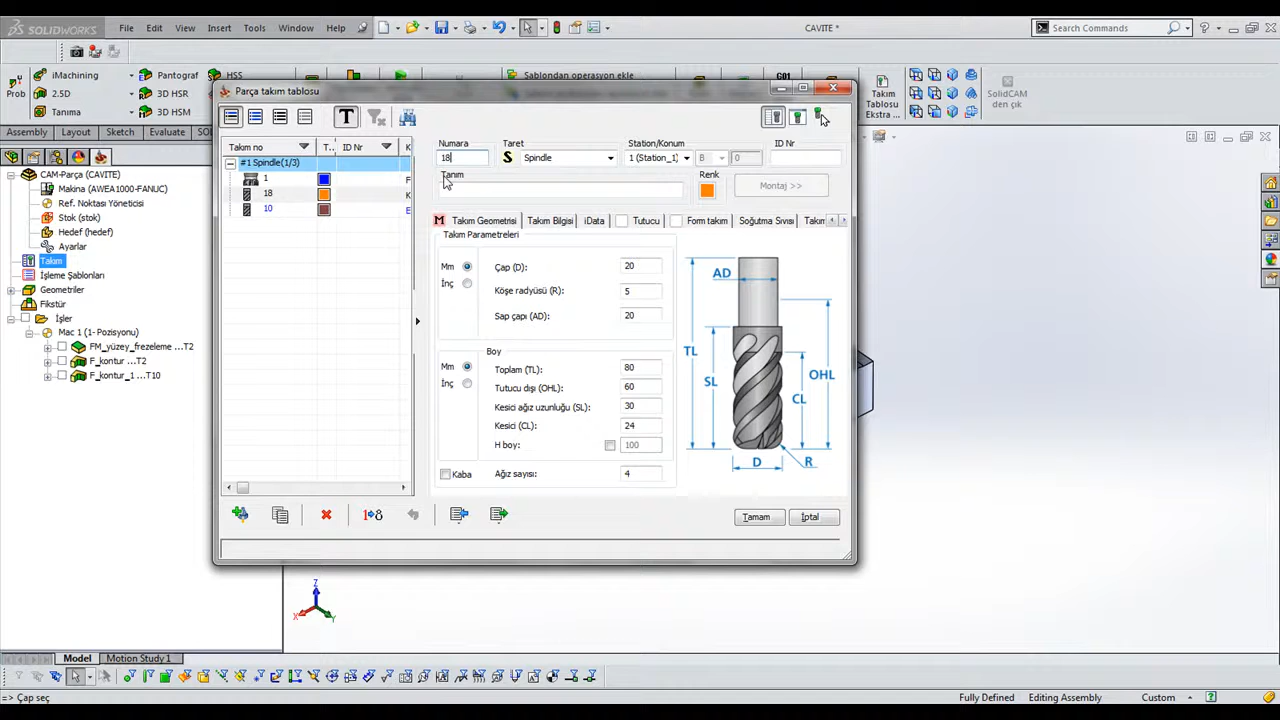 SOLIDWORKS File Edit View Insert Tools Window CAVITE * Search Commands
iMachining Pantograf HSS Şablondan operasyon ekle G01
Prob 2.5D 3D HSR Takım Tablosu Ekstra ... SolidCAM den çık
Tanıma 3D HSM
Assembly Layout Sketch Evaluate
Parça takım tablosu
T
Takım no T.. ID Nr K
#1 Spindle(1/3)
1 F
18 K
10 E
Numara Taret Station/Konum ID Nr
18 S Spindle 1 (Station_1) B 0
Tanım Renk
Montaj >>
M Takım Geometrisi Takım Bilgisi iData Tutucu Form takım Soğutma Sıvısı Takım
Takım Parametreleri
Mm Çap (D): 20
İnç Köşe radyüsü (R): 5
Sap çapı (AD): 20
Boy
Mm Toplam (TL): 80
İnç Tutucu dışı (OHL): 60
Kesici ağız uzunluğu (SL): 30
Kesici (CL): 24
H boy: 100
Kaba Ağız sayısı: 4
AD
TL
OHL
SL
CL
D R
Tamam İptal
CAM-Parça (CAVITE)
Makina (AWEA1000-FANUC)
Ref. Noktası Yöneticisi
Stok (stok)
Hedef (hedef)
Ayarlar
Takım
İşleme Şablonları
Geometriler
Fikstür
İşler
Mac 1 (1- Pozisyonu)
FM_yüzey_frezeleme ...T2
F_kontur ...T2
F_kontur_1 ...T10
Z
X Y
Model Motion Study 1
=> Çap seç Fully Defined Editing Assembly Custom